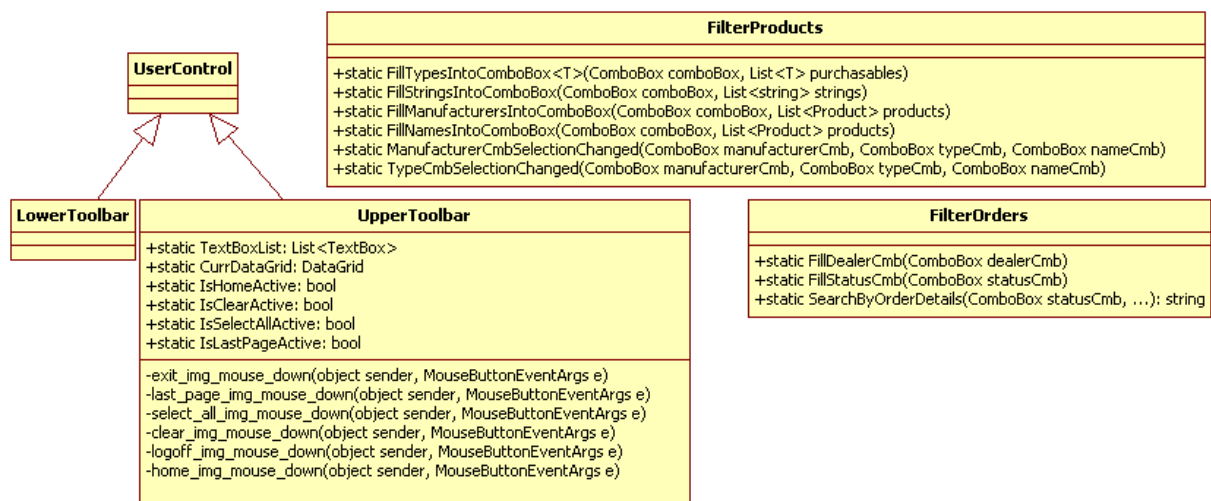 UserControl
LowerToolbar
UpperToolbar
+static TextBoxList: List<TextBox>
+static CurrDataGrid: DataGrid
+static IsHomeActive: bool
+static IsClearActive: bool
+static IsSelectAllActive: bool
+static IsLastPageActive: bool
-exit_img_mouse_down(object sender, MouseButtonEventArgs e)
-last_page_img_mouse_down(object sender, MouseButtonEventArgs e)
-select_all_img_mouse_down(object sender, MouseButtonEventArgs e)
-clear_img_mouse_down(object sender, MouseButtonEventArgs e)
-logoff_img_mouse_down(object sender, MouseButtonEventArgs e)
-home_img_mouse_down(object sender, MouseButtonEventArgs e)
FilterProducts
+static FillTypesIntoComboBox<T>(ComboBox comboBox, List<T> purchasables)
+static FillStringsIntoComboBox(ComboBox comboBox, List<string> strings)
+static FillManufacturersIntoComboBox(ComboBox comboBox, List<Product> products)
+static FillNamesIntoComboBox(ComboBox comboBox, List<Product> products)
+static ManufacturerCmbSelectionChanged(ComboBox manufacturerCmb, ComboBox typeCmb, ComboBox nameCmb)
+static TypeCmbSelectionChanged(ComboBox manufacturerCmb, ComboBox typeCmb, ComboBox nameCmb)
FilterOrders
+static FillDealerCmb(ComboBox dealerCmb)
+static FillStatusCmb(ComboBox statusCmb)
+static SearchByOrderDetails(ComboBox statusCmb, ...): string